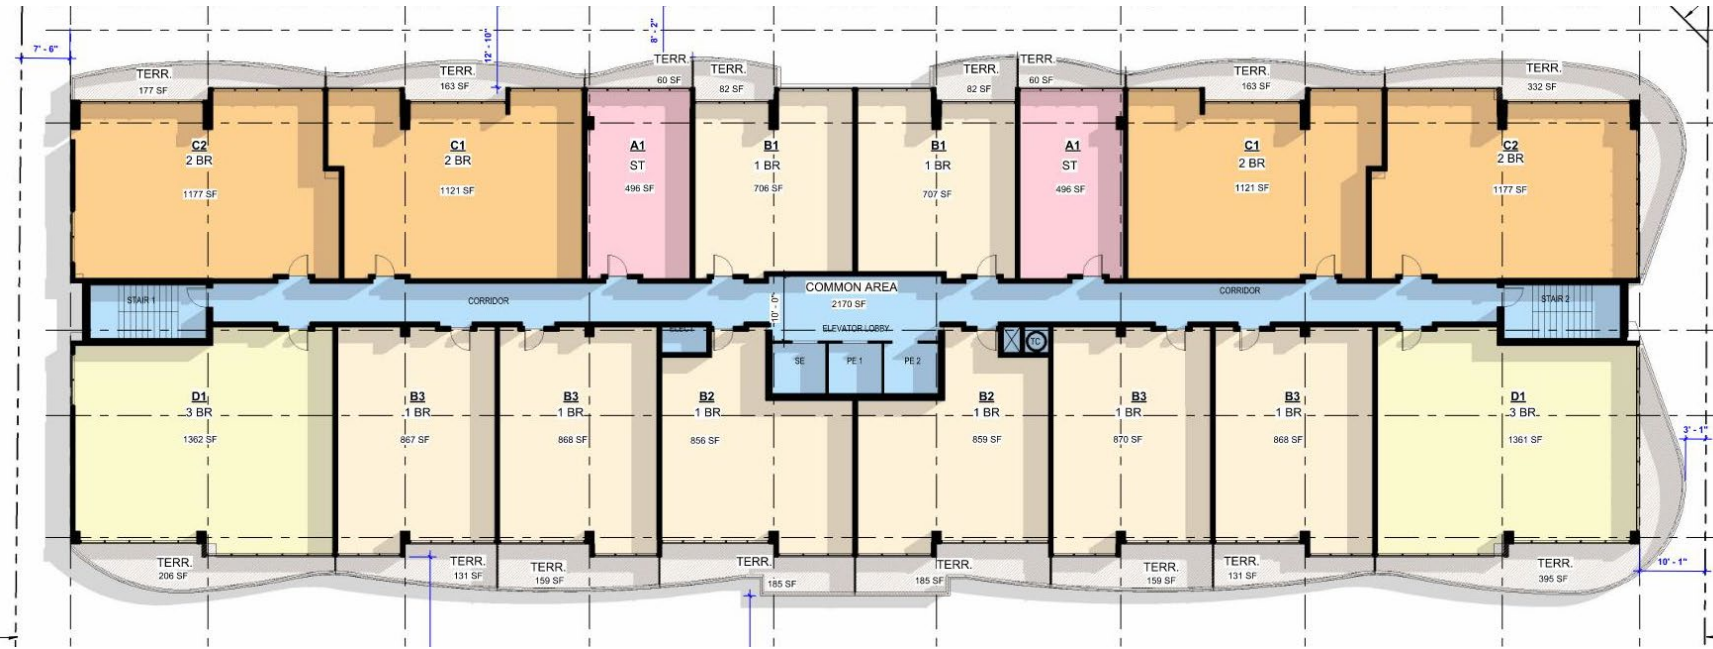 7' - 6"
12' - 10"
8' - 2"
TERR.
177 SF
TERR.
163 SF
TERR.
60 SF
TERR.
82 SF
TERR.
82 SF
TERR.
60 SF
TERR.
163 SF
TERR.
332 SF
C2
2 BR
1177 SF
C1
2 BR
1121 SF
A1
ST
496 SF
B1
1 BR
706 SF
B1
1 BR
707 SF
A1
ST
496 SF
C1
2 BR
1121 SF
C2
2 BR
1177 SF
STAIR 1
CORRIDOR
10' - 0"
COMMON AREA
2170 SF
ELEVATOR LOBBY
CORRIDOR
STAIR 2
SE
PE 1
PE 2
TC
D1
3 BR
1362 SF
B3
1 BR
867 SF
B3
1 BR
868 SF
B2
1 BR
856 SF
B2
1 BR
859 SF
B3
1 BR
870 SF
B3
1 BR
868 SF
D1
3 BR
1361 SF
3' - 1"
10' - 1"
TERR.
206 SF
TERR.
131 SF
TERR.
159 SF
TERR.
185 SF
TERR.
185 SF
TERR.
159 SF
TERR.
131 SF
TERR.
395 SF